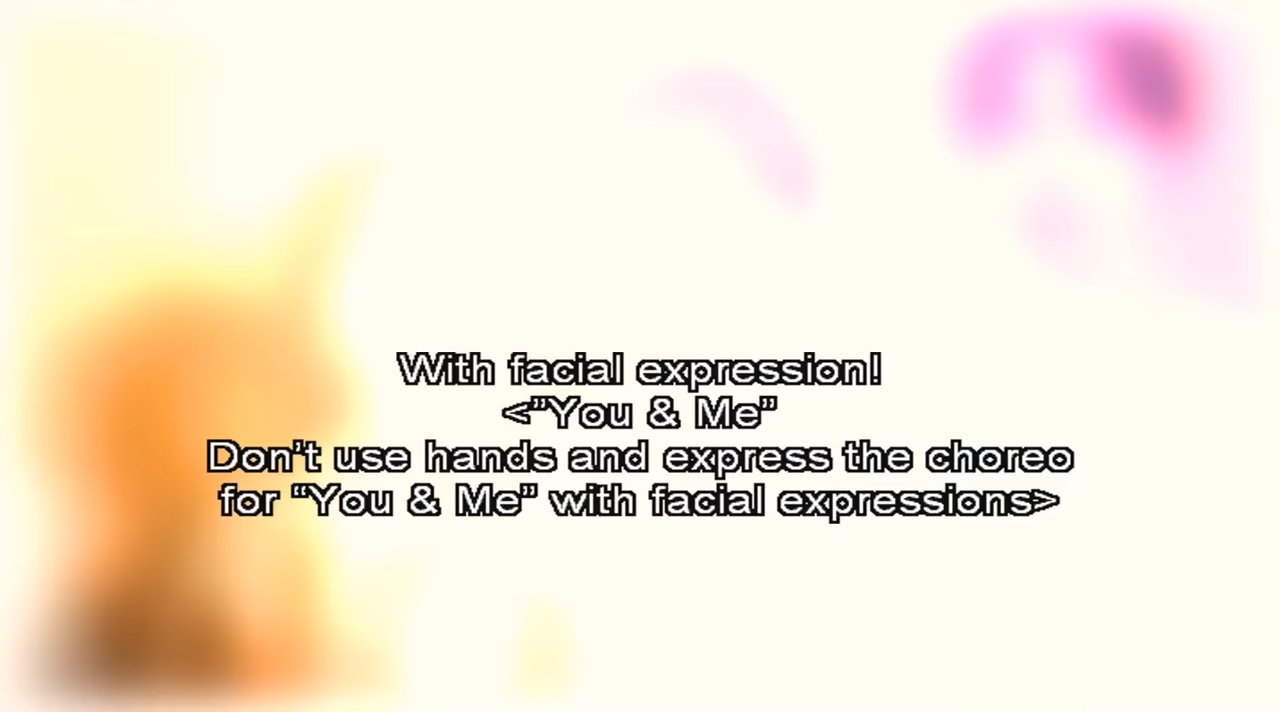 With facial expression!
<”You & Me”
Don’t use hands and express the choreo
for “You & Me” with facial expressions>